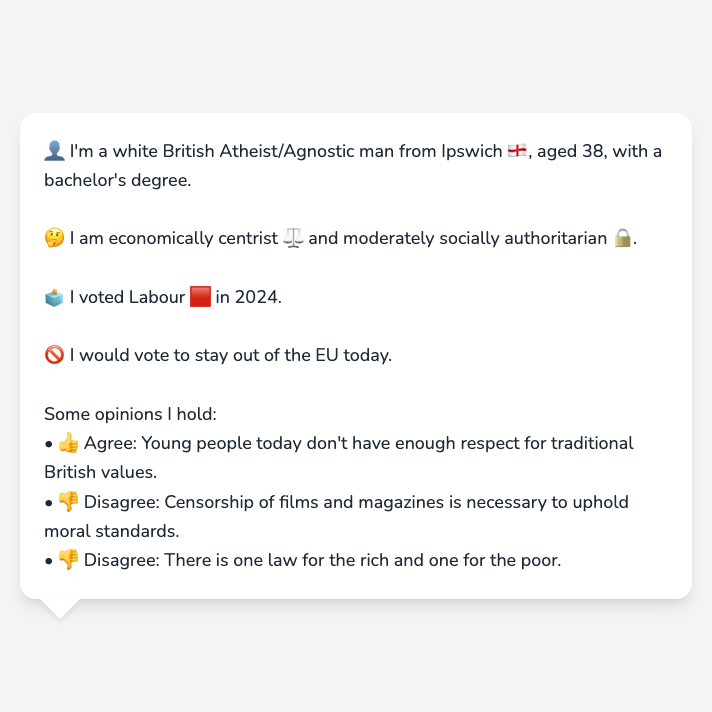 👤 I'm a white British Atheist/Agnostic man from Ipswich 🏴󠁧󠁢󠁥󠁮󠁧󠁿, aged 38, with a
bachelor's degree.
🤔 I am economically centrist ⚖️ and moderately socially authoritarian 🔒.
🗳️ I voted Labour 🟥 in 2024.
🚫 I would vote to stay out of the EU today.
Some opinions I hold:
• 👍 Agree: Young people today don't have enough respect for traditional
British values.
• 👎 Disagree: Censorship of films and magazines is necessary to uphold
moral standards.
• 👎 Disagree: There is one law for the rich and one for the poor.